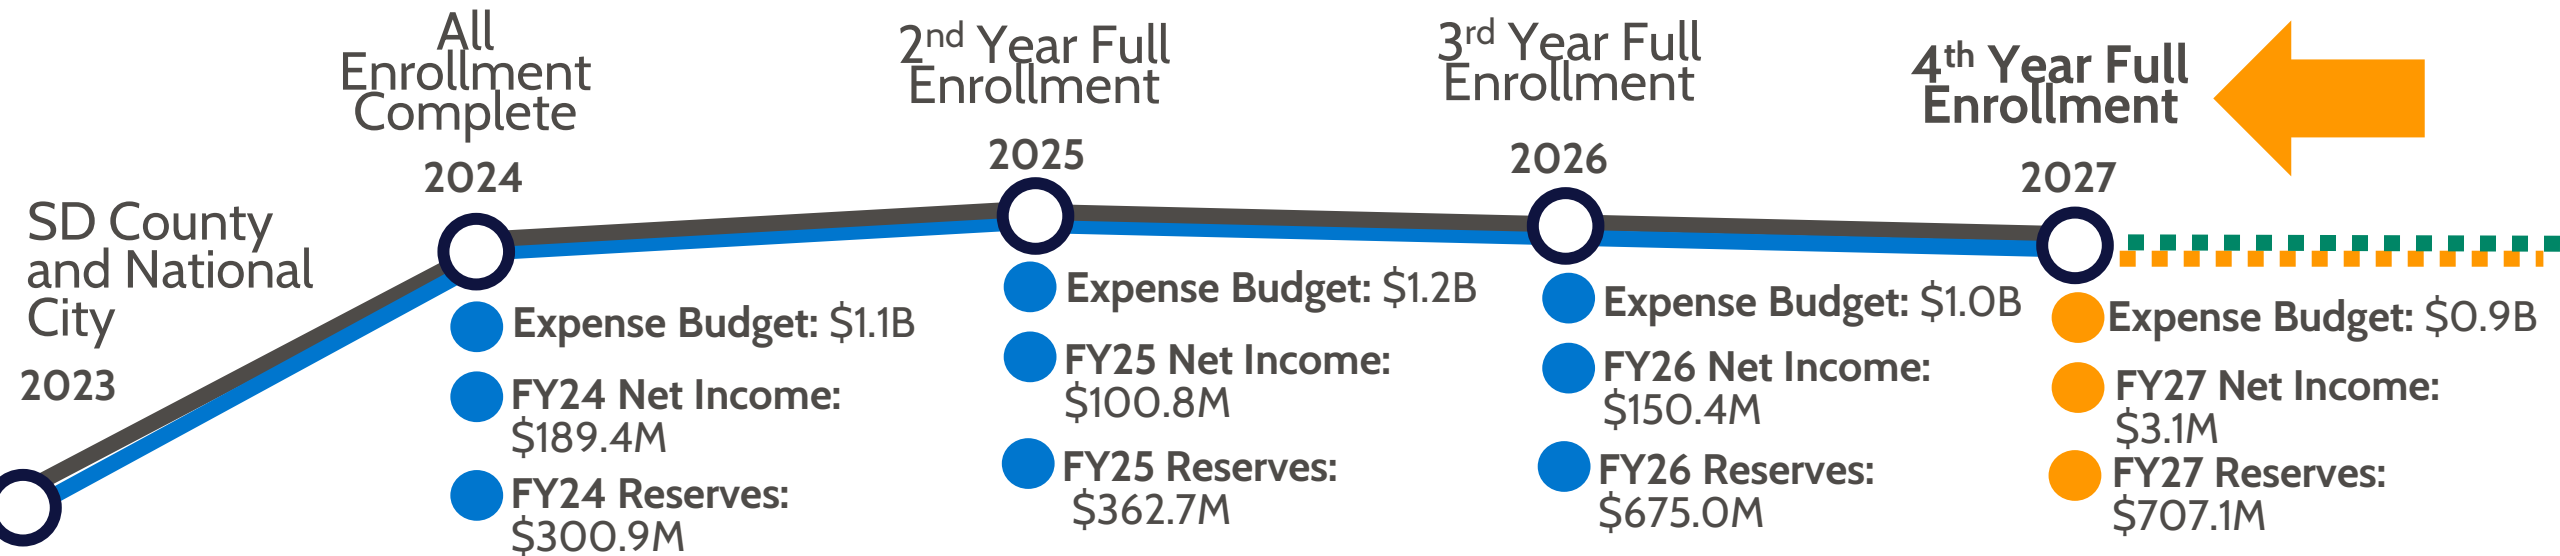 SD County
and National
City
2023
All
Enrollment
Complete
2024
Expense Budget: $1.1B
FY24 Net Income:
$189.4M
FY24 Reserves:
$300.9M
2nd Year Full
Enrollment
2025
Expense Budget: $1.2B
FY25 Net Income:
$100.8M
FY25 Reserves:
$362.7M
3rd Year Full
Enrollment
2026
Expense Budget: $1.0B
FY26 Net Income:
$150.4M
FY26 Reserves:
$675.0M
4th Year Full
Enrollment
2027
Expense Budget: $0.9B
FY27 Net Income:
$3.1M
FY27 Reserves:
$707.1M